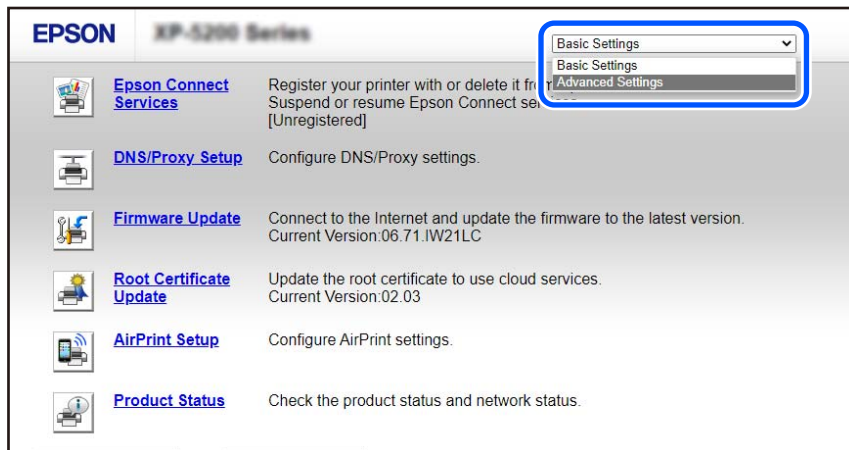 EPSON
XP-5200 Series
Basic Settings
Basic Settings
Advanced Settings
Epson Connect Services
Register your printer with or delete it from
Suspend or resume Epson Connect
[Unregistered]
DNS/Proxy Setup
Configure DNS/Proxy settings.
Firmware Update
Connect to the Internet and update the firmware to the latest version.
Current Version:06.71.IW21LC
Root Certificate
Update
Update the root certificate to use cloud services.
Current Version:02.03
AirPrint Setup
Configure AirPrint settings.
Product Status
Check the product status and network status.